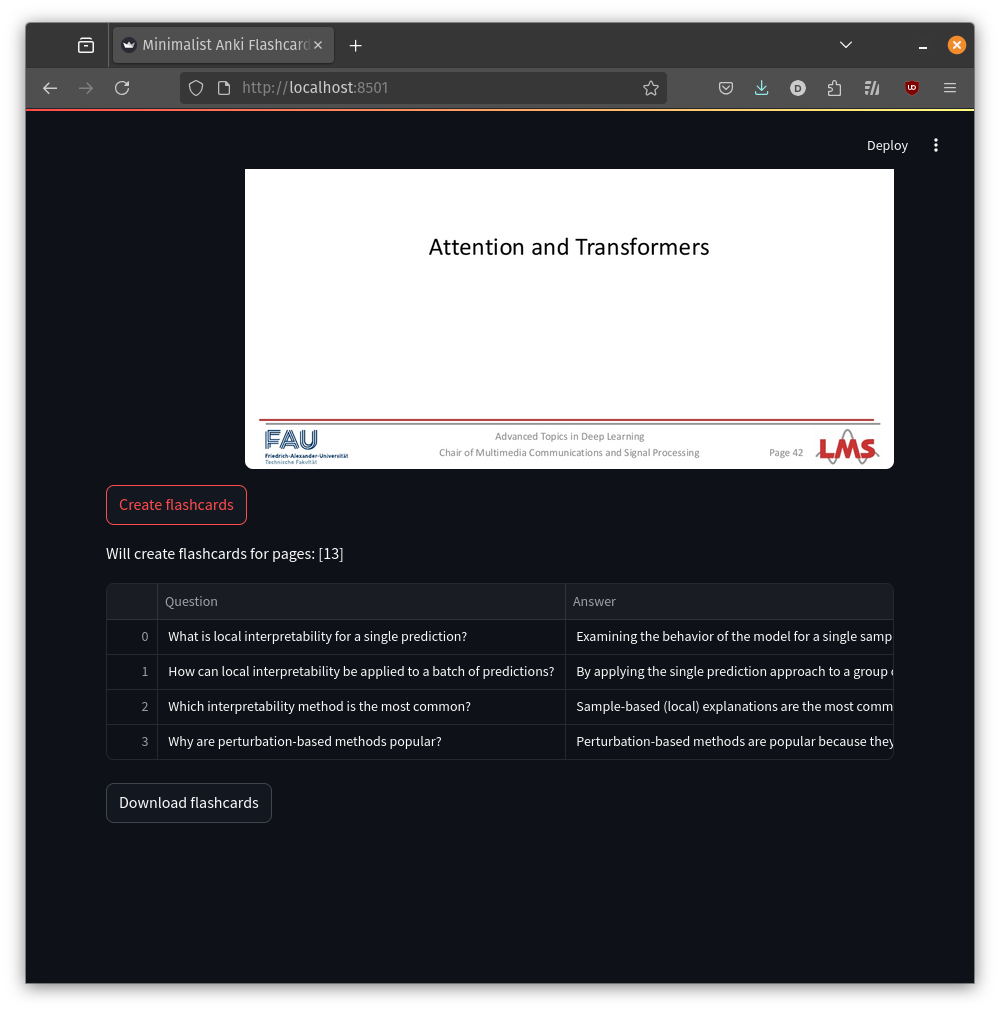 Minimalist Anki Flashcard
http://localhost:8501
Deploy
Attention and Transformers
FAU
Friedrich-Alexander-Universität
Technische Fakultät
Advanced Topics in Deep Learning
Chair of Multimedia Communications and Signal Processing
Page 42
LMS
Create flashcards
Will create flashcards for pages: [13]
Question Answer
0 What is local interpretability for a single prediction? Examining the behavior of the model for a single samp
1 How can local interpretability be applied to a batch of predictions? By applying the single prediction approach to a group
2 Which interpretability method is the most common? Sample-based (local) explanations are the most comm
3 Why are perturbation-based methods popular? Perturbation-based methods are popular because they
Download flashcards